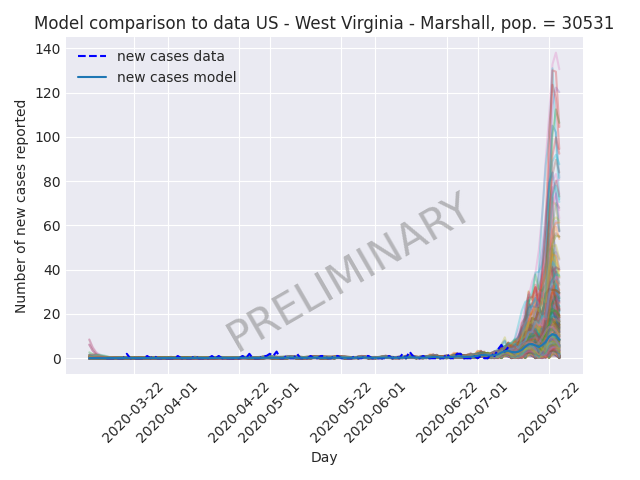 Model comparison to data US - West Virginia - Marshall, pop. = 30531
new cases data
new cases model
Number of new cases reported
140
120
100
80
60
40
20
0
PRELIMINARY
2020-03-22
2020-04-01
2020-04-22
2020-05-01
2020-05-22
2020-06-01
2020-06-22
2020-07-01
2020-07-22
Day